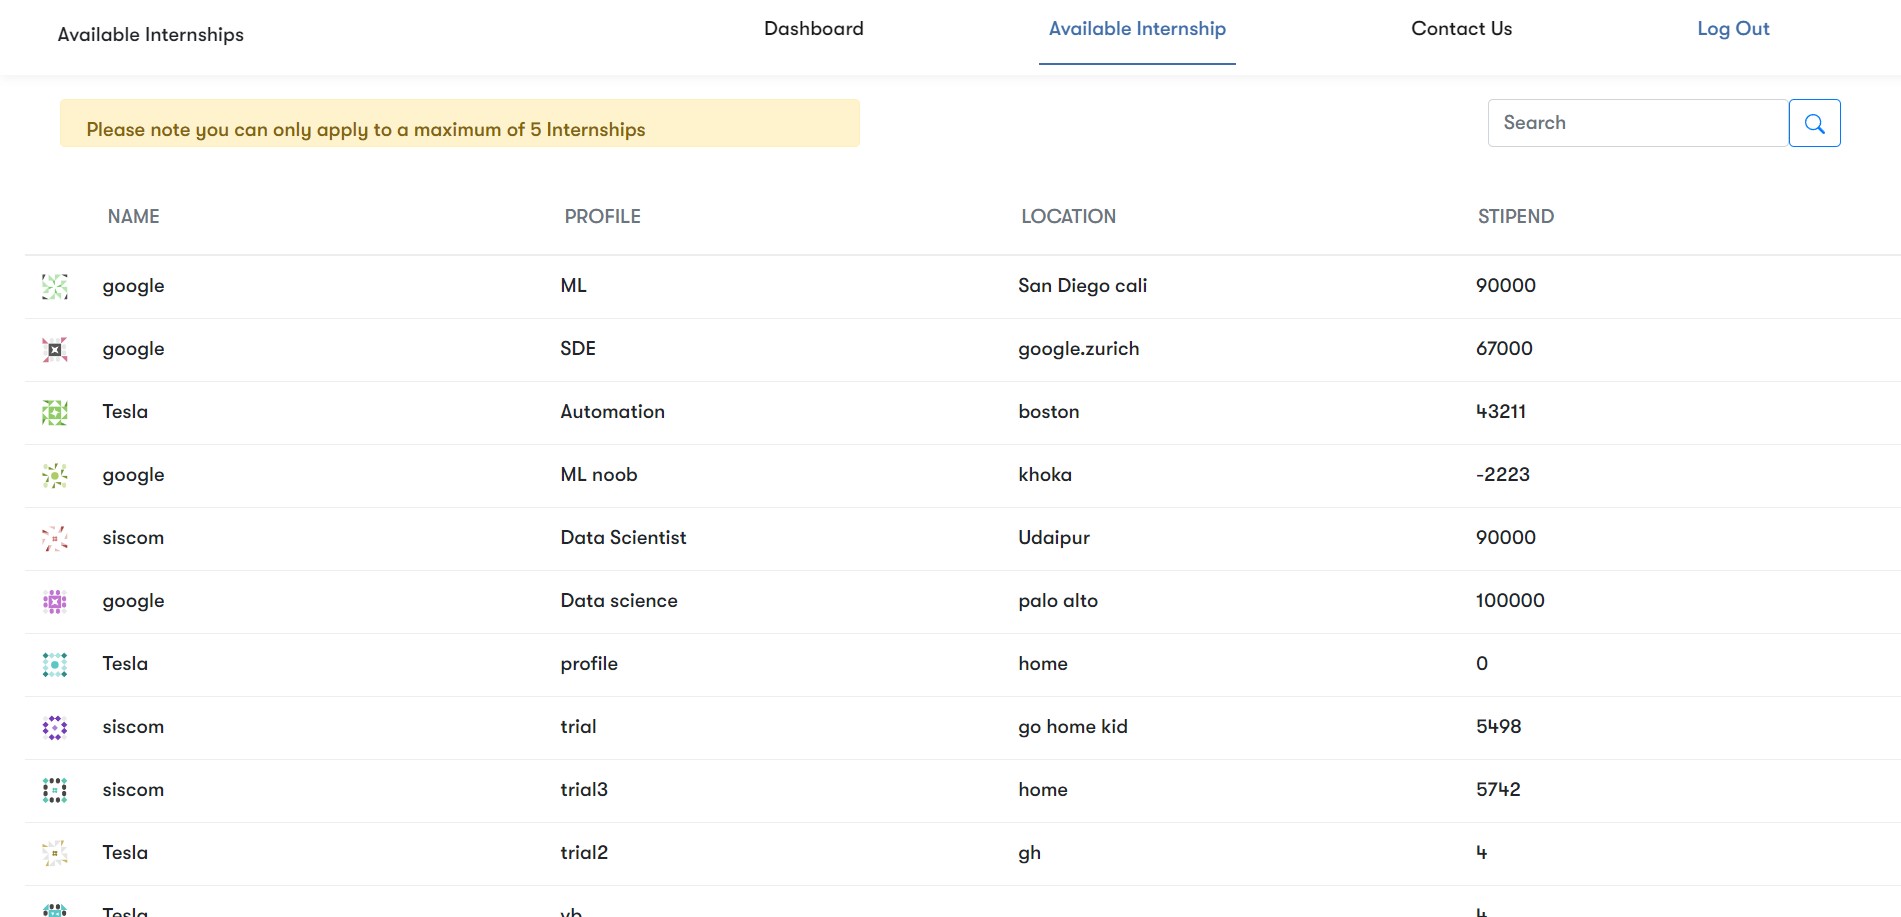 Available Internships
Dashboard
Available Internship
Contact Us
Log Out
Please note you can only apply to a maximum of 5 Internships
Search
NAME PROFILE LOCATION STIPEND
google ML San Diego cali 90000
google SDE google.zurich 67000
Tesla Automation boston 43211
google ML noob khoka -2223
siscom Data Scientist Udaipur 90000
google Data science palo alto 100000
Tesla profile home 0
siscom trial go home kid 5498
siscom trial3 home 5742
Tesla trial2 gh 4
Tesla